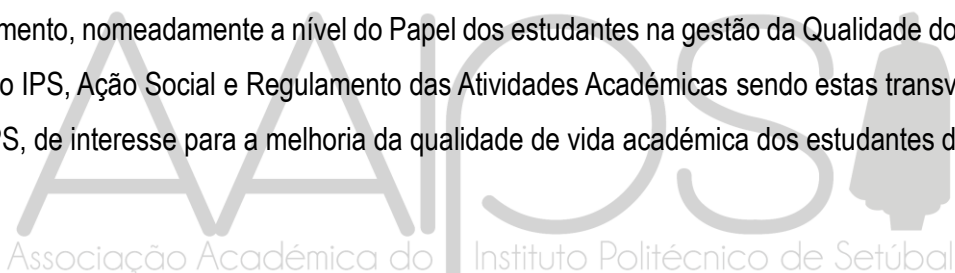 mento, nomeadamente a nível do Papel dos estudantes na gestão da Qualidade do
o IPS, Ação Social e Regulamento das Atividades Académicas sendo estas transv
PS, de interesse para a melhoria da qualidade de vida académica dos estudantes d
AAIPS
Associação Académica do Instituto Politécnico de Setúbal